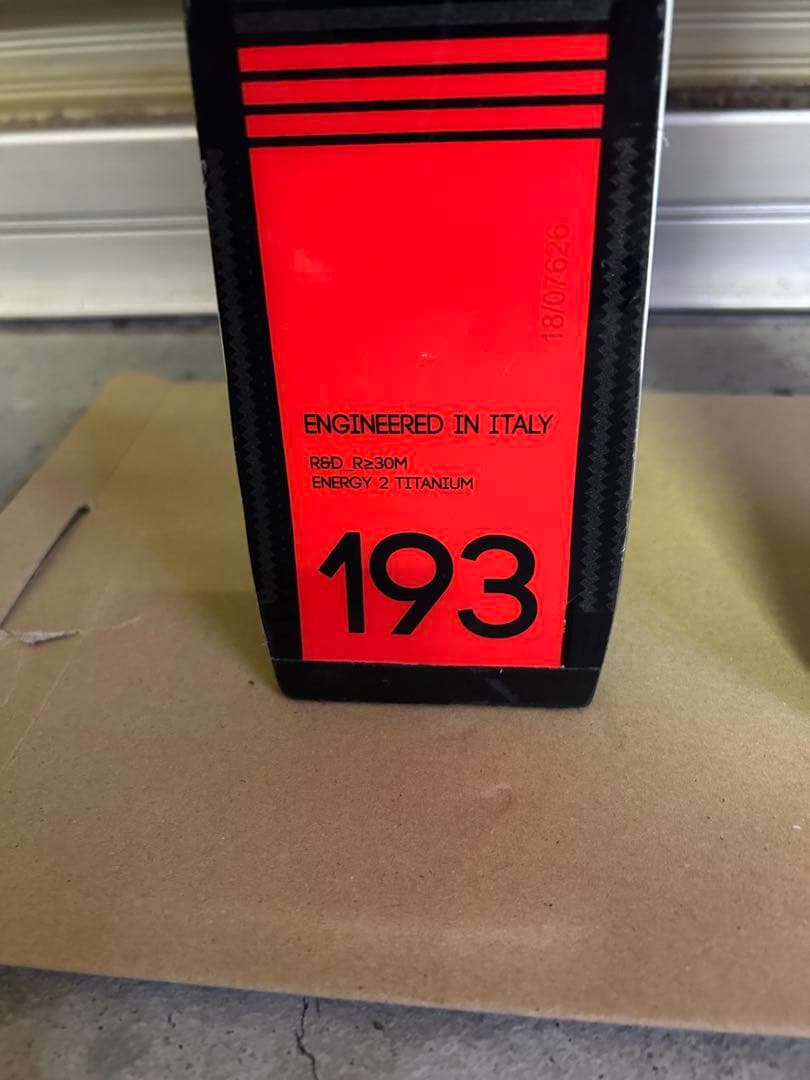 18/07626
ENGINEERED IN ITALY
R&D_R≥30M
ENERGY 2 TITANIUM
193